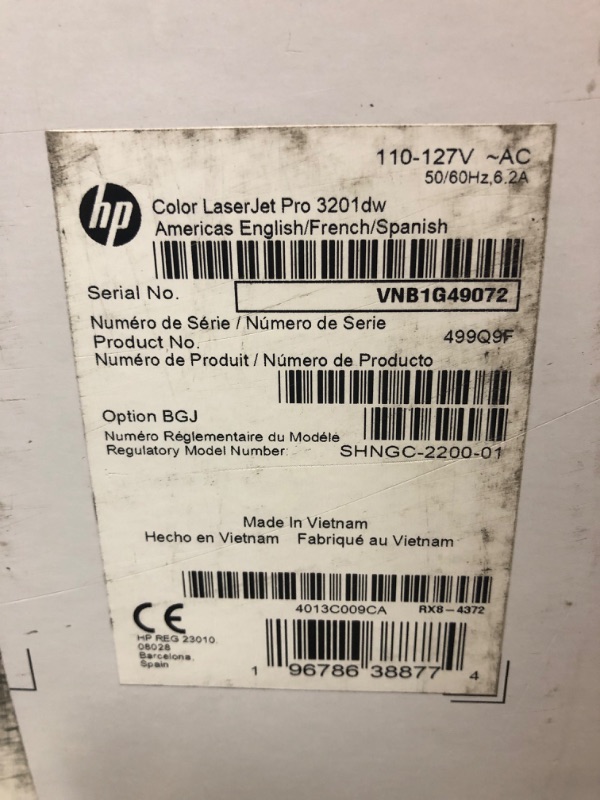 110-127V ~AC
50/60Hz,6.2A
hp
Color LaserJet Pro 3201dw
Americas English/French/Spanish
Serial No. VNB1G49072
Numéro de Série / Número de Serie
Product No. 499Q9F
Numéro de Produit / Número de Producto
Option BGJ
Numéro Réglementaire du Modéle
Regulatory Model Number: SHNGC-2200-01
Made In Vietnam
Hecho en Vietnam Fabriqué au Vietnam
4013C009CA RX8-4372
CE
HP REG 23010
08028
Barcelona
Spain
1 96786 38877 4